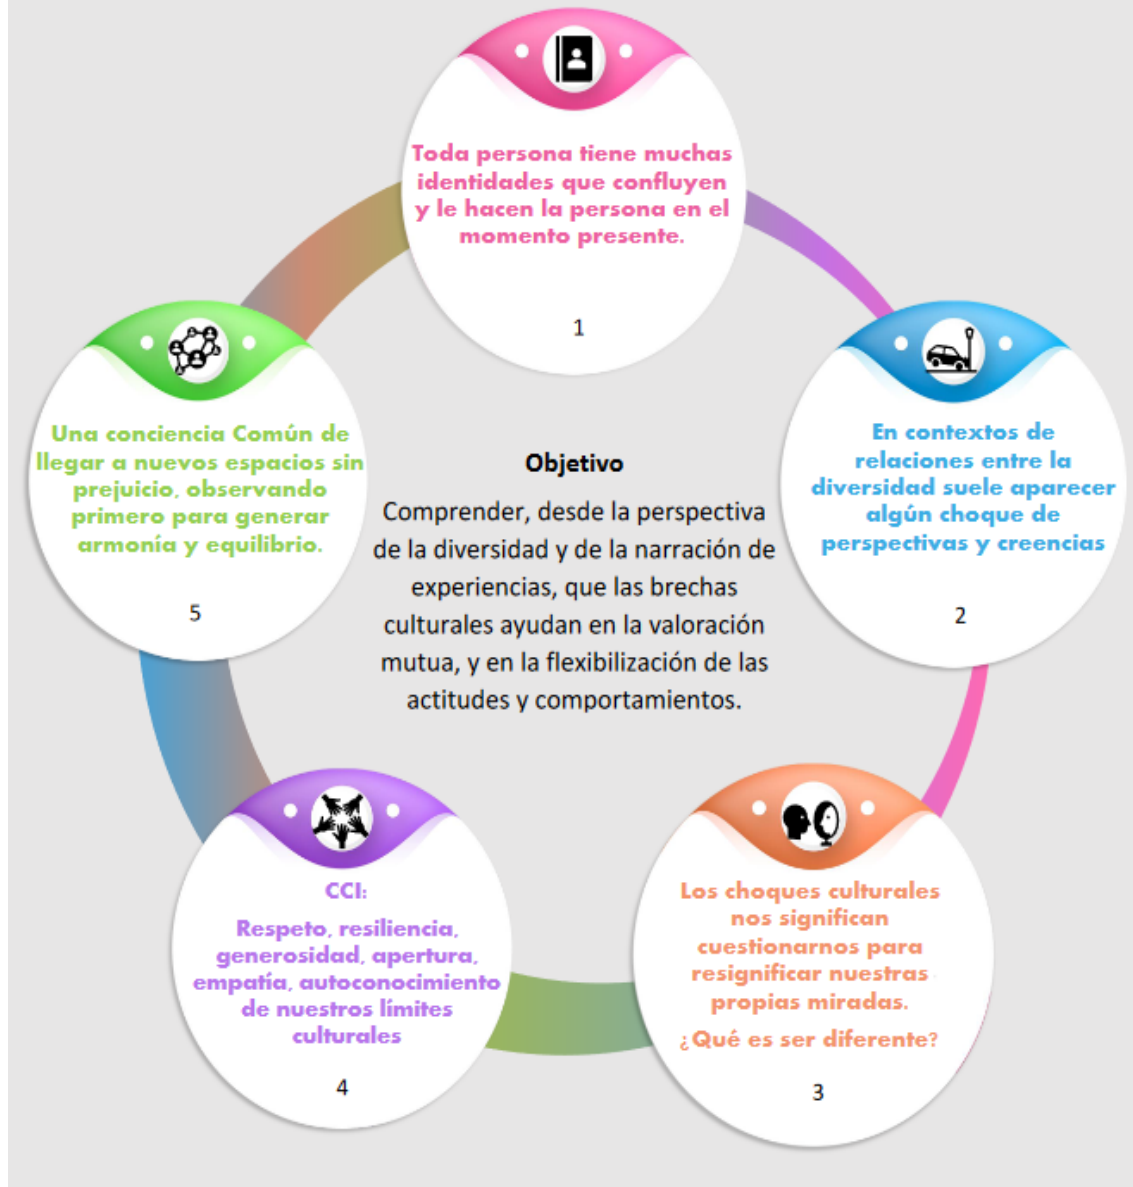 Toda persona tiene muchas
identidades que confluyen
y le hacen la persona en el
momento presente.
1
En contextos de
relaciones entre la
diversidad suele aparecer
algún choque de
perspectivas y creencias
2
Los choques culturales
nos significan
cuestionarnos para
resignificar nuestras
propias miradas.
¿Qué es ser diferente?
3
CCI:
Respeto, resiliencia,
generosidad, apertura,
empatía, autoconocimiento
de nuestros límites
culturales
4
Una conciencia Común de
llegar a nuevos espacios sin
prejuicio, observando
primero para generar
armonía y equilibrio.
5
Objetivo
Comprender, desde la perspectiva
de la diversidad y de la narración de
experiencias, que las brechas
culturales ayudan en la valoración
mutua, y en la flexibilización de las
actitudes y comportamientos.